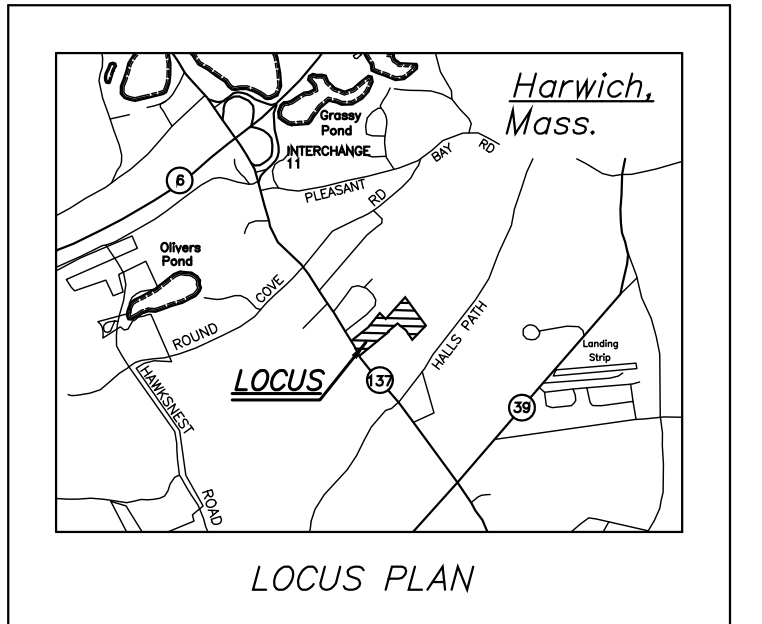 Harwich,
Mass.
Grassy
Pond
INTERCHANGE
11
BAY RD
PLEASANT
RD
6
Olivers
Pond
COVE
ROUND
HALLS PATH
Landing
Strip
LOCUS
137
39
HAWKSNEST
ROAD
LOCUS PLAN